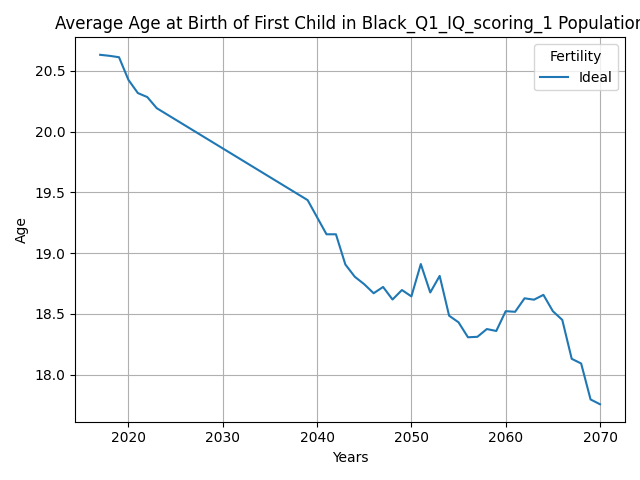 Average Age at Birth of First Child in Black_Q1_IQ_scoring_1 Population
Fertility
Ideal
20.5
20.0
19.5
19.0
18.5
18.0
Age
2020 2030 2040 2050 2060 2070
Years